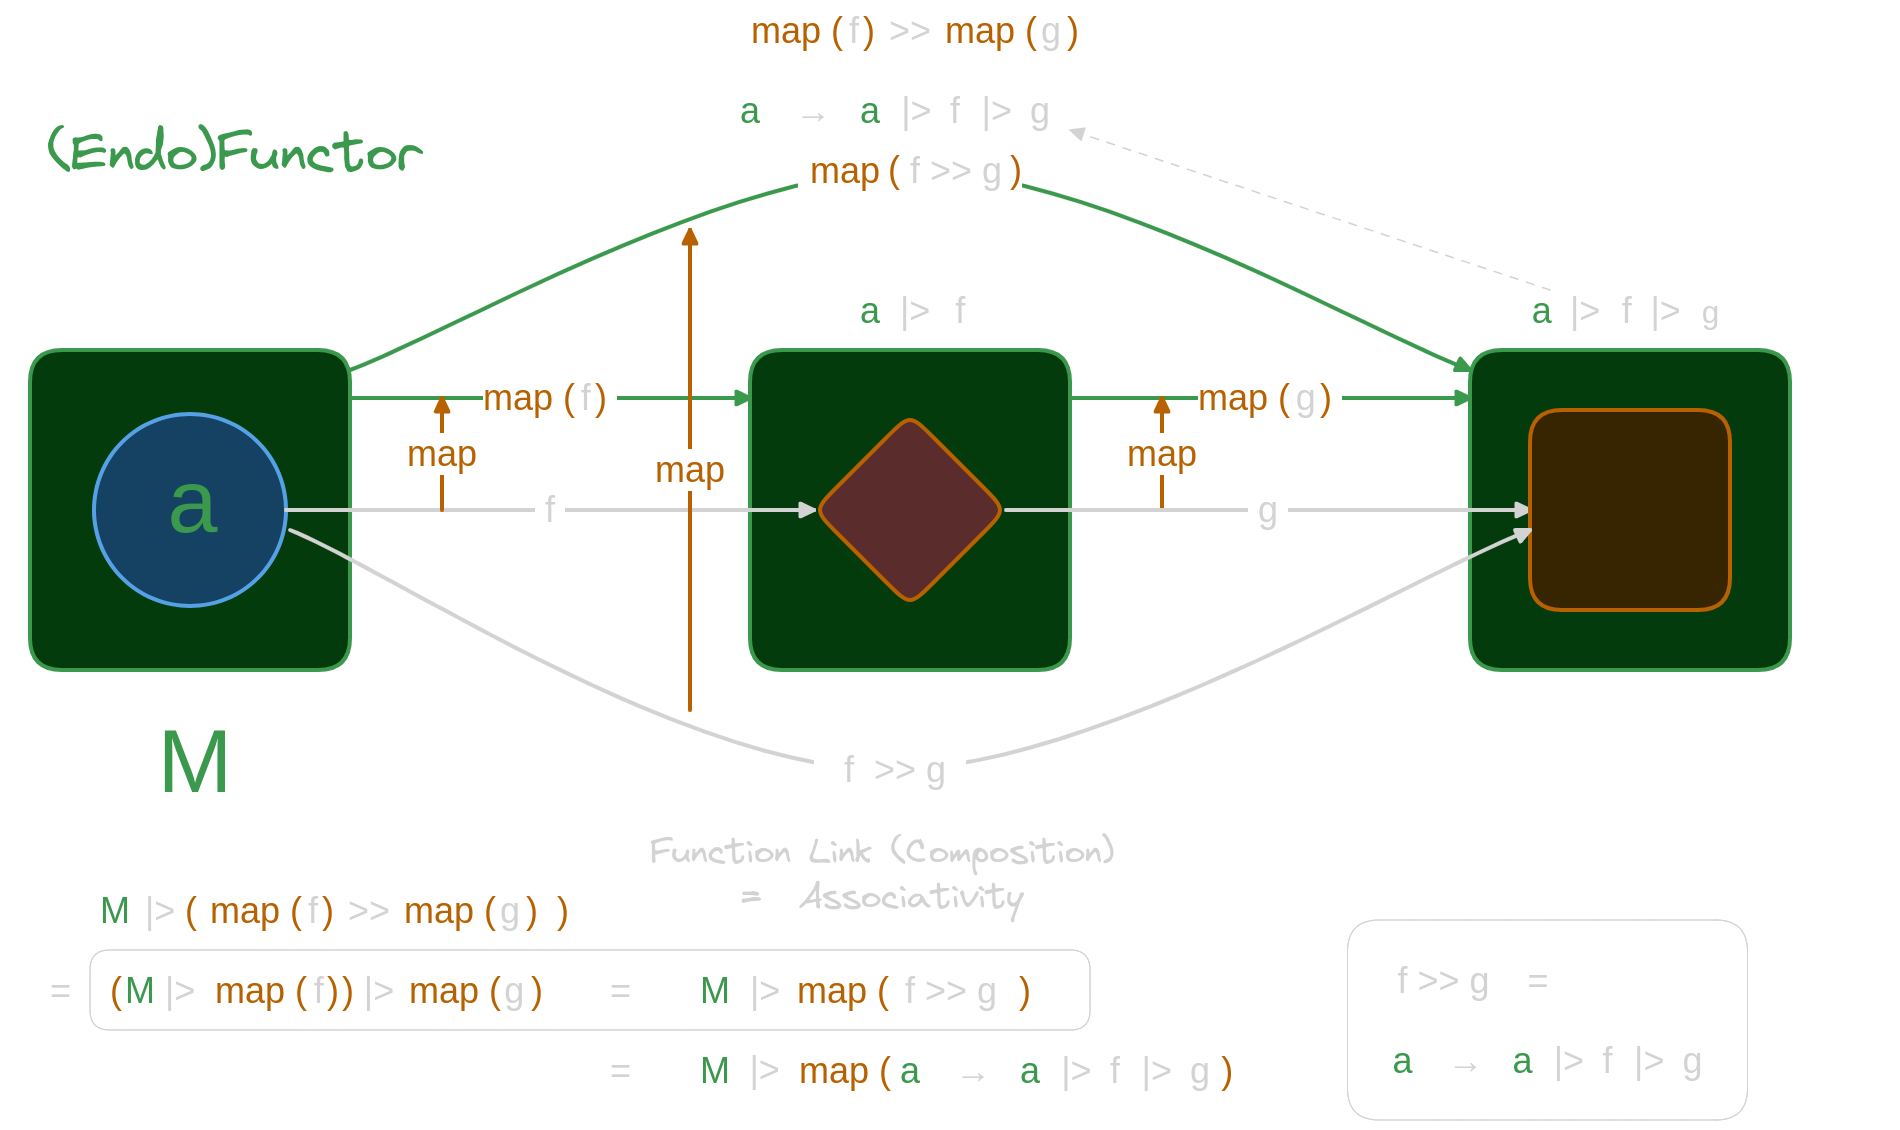 map ( f ) >> map ( g )
a → a |> f |> g
(Endo)Functor
map ( f >> g )
a |> f
a |> f |> g
map ( f )
map ( g )
map
map
map
a
f
g
M
f >> g
Function Link (Composition)
= Associativity
M |> ( map ( f ) >> map ( g ) )
= (M |> map ( f )) |> map ( g ) = M |> map ( f >> g )
= M |> map ( a → a |> f |> g )
f >> g =
a → a |> f |> g